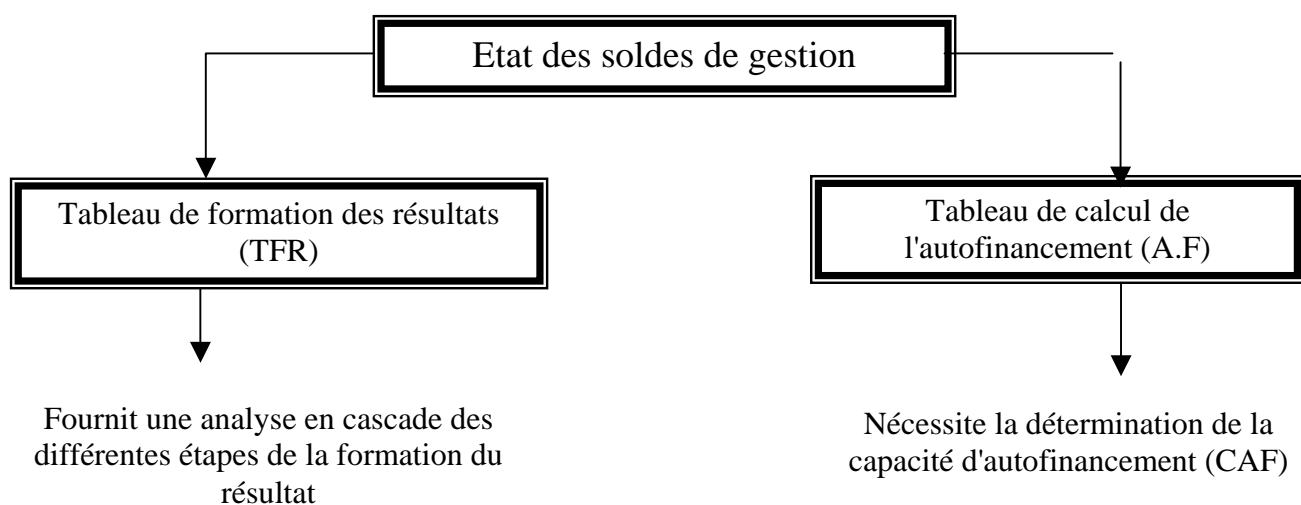 Etat des soldes de gestion
Tableau de formation des résultats
(TFR)
Tableau de calcul de
l'autofinancement (A.F)
Fournit une analyse en cascade des
différentes étapes de la formation du
résultat
Nécessite la détermination de la
capacité d'autofinancement (CAF)